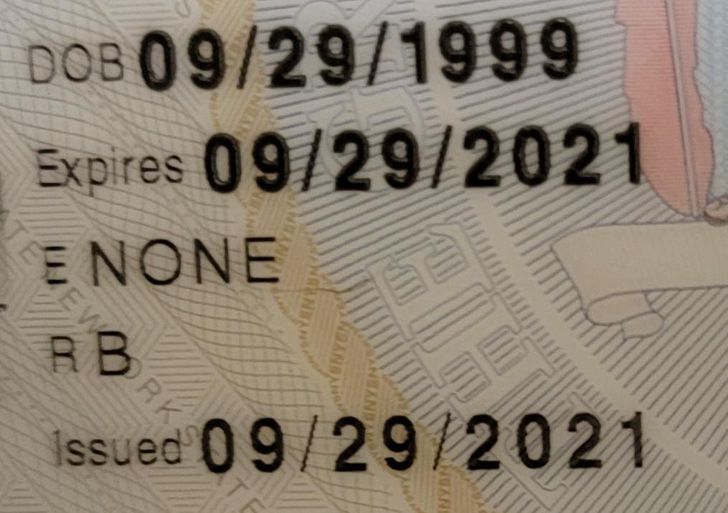 DOB 09/29/1999
Expires 09/29/2021
E NONE
R B
Issued 09/29/2021